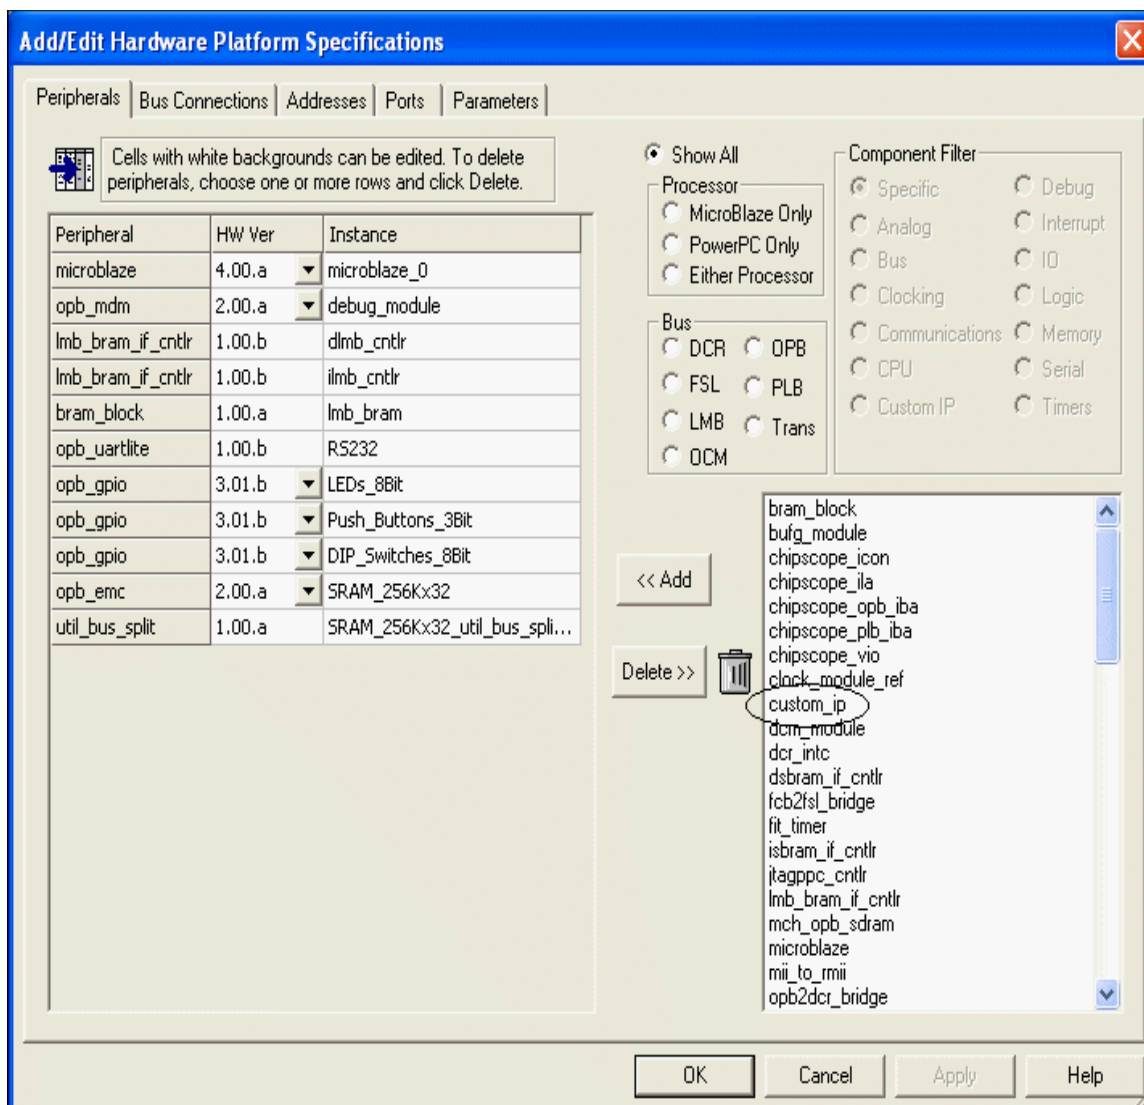 Add/Edit Hardware Platform Specifications
Peripherals Bus Connections Addresses Ports Parameters
Cells with white backgrounds can be edited. To delete
peripherals, choose one or more rows and click Delete.
Peripheral HW Ver Instance
microblaze 4.00.a microblaze_0
opb_mdm 2.00.a debug_module
lmb_bram_if_cntlr 1.00.b dlmb_cntlr
lmb_bram_if_cntlr 1.00.b ilmb_cntlr
bram_block 1.00.a lmb_bram
opb_uartlite 1.00.b RS232
opb_gpio 3.01.b LEDs_8Bit
opb_gpio 3.01.b Push_Buttons_3Bit
opb_gpio 3.01.b DIP_Switches_8Bit
opb_emc 2.00.a SRAM_256Kx32
util_bus_split 1.00.a SRAM_256Kx32_util_bus_spli...
Show All
Processor
MicroBlaze Only
PowerPC Only
Either Processor
Bus
DCR OPB
FSL PLB
LMB Trans
OCM
Component Filter
Specific Debug
Analog Interrupt
Bus IO
Clocking Logic
Communications Memory
CPU Serial
Custom IP Timers
<< Add
Delete >>
bram_block
bufg_module
chipscope_icon
chipscope_ila
chipscope_opb_iba
chipscope_plb_iba
chipscope_vio
clock_module_ref
custom_ip
dcm_module
dcr_intc
dsbram_if_cntlr
fcb2fsl_bridge
fit_timer
isbram_if_cntlr
jtagppc_cntlr
lmb_bram_if_cntlr
mch_opb_sdram
microblaze
mii_to_rmii
opb2dcr_bridge
OK Cancel Apply Help